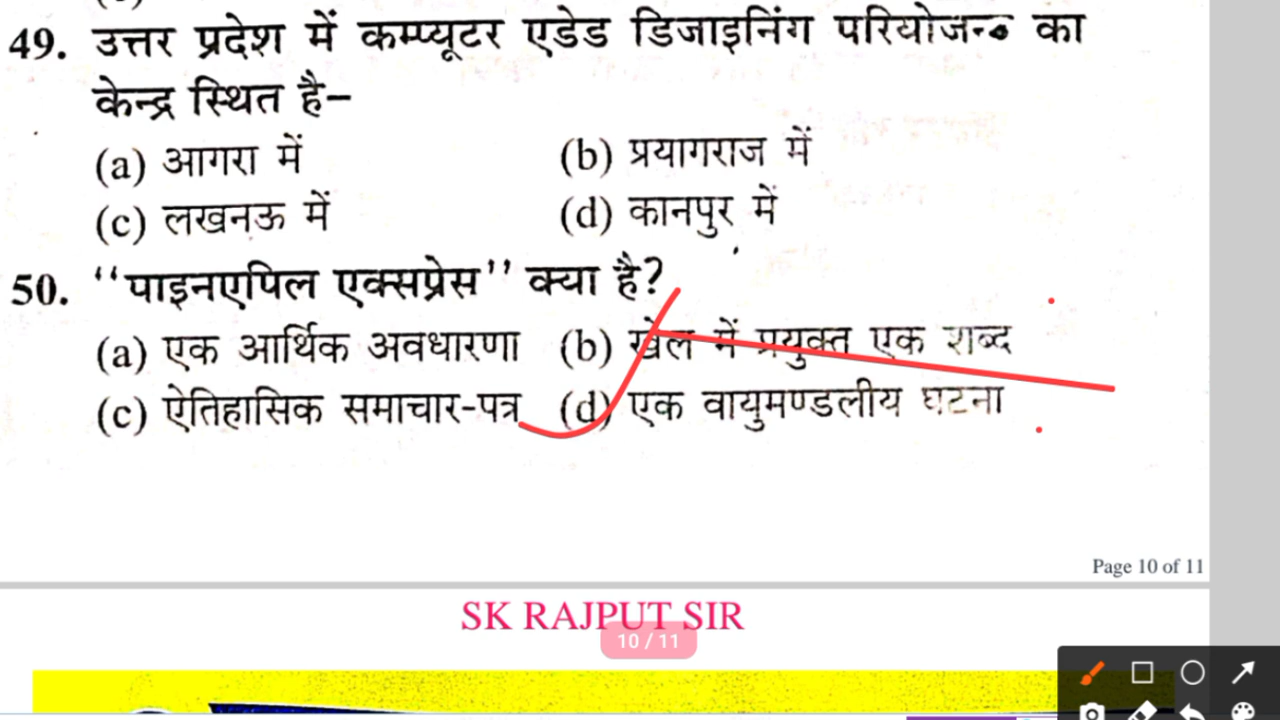 49. उत्तर प्रदेश में कम्प्यूटर एडेड डिजाइनिंग परियोजना का
केन्द्र स्थित है–
(a) आगरा में (b) प्रयागराज में
(c) लखनऊ में (d) कानपुर में
50. ‘‘पाइनएपिल एक्सप्रेस’’ क्या है?
(a) एक आर्थिक अवधारणा (b) खेल में प्रयुक्त एक शब्द
(c) ऐतिहासिक समाचार-पत्र (d) एक वायुमण्डलीय घटना
Page 10 of 11
SK RAJPUT SIR
10 / 11